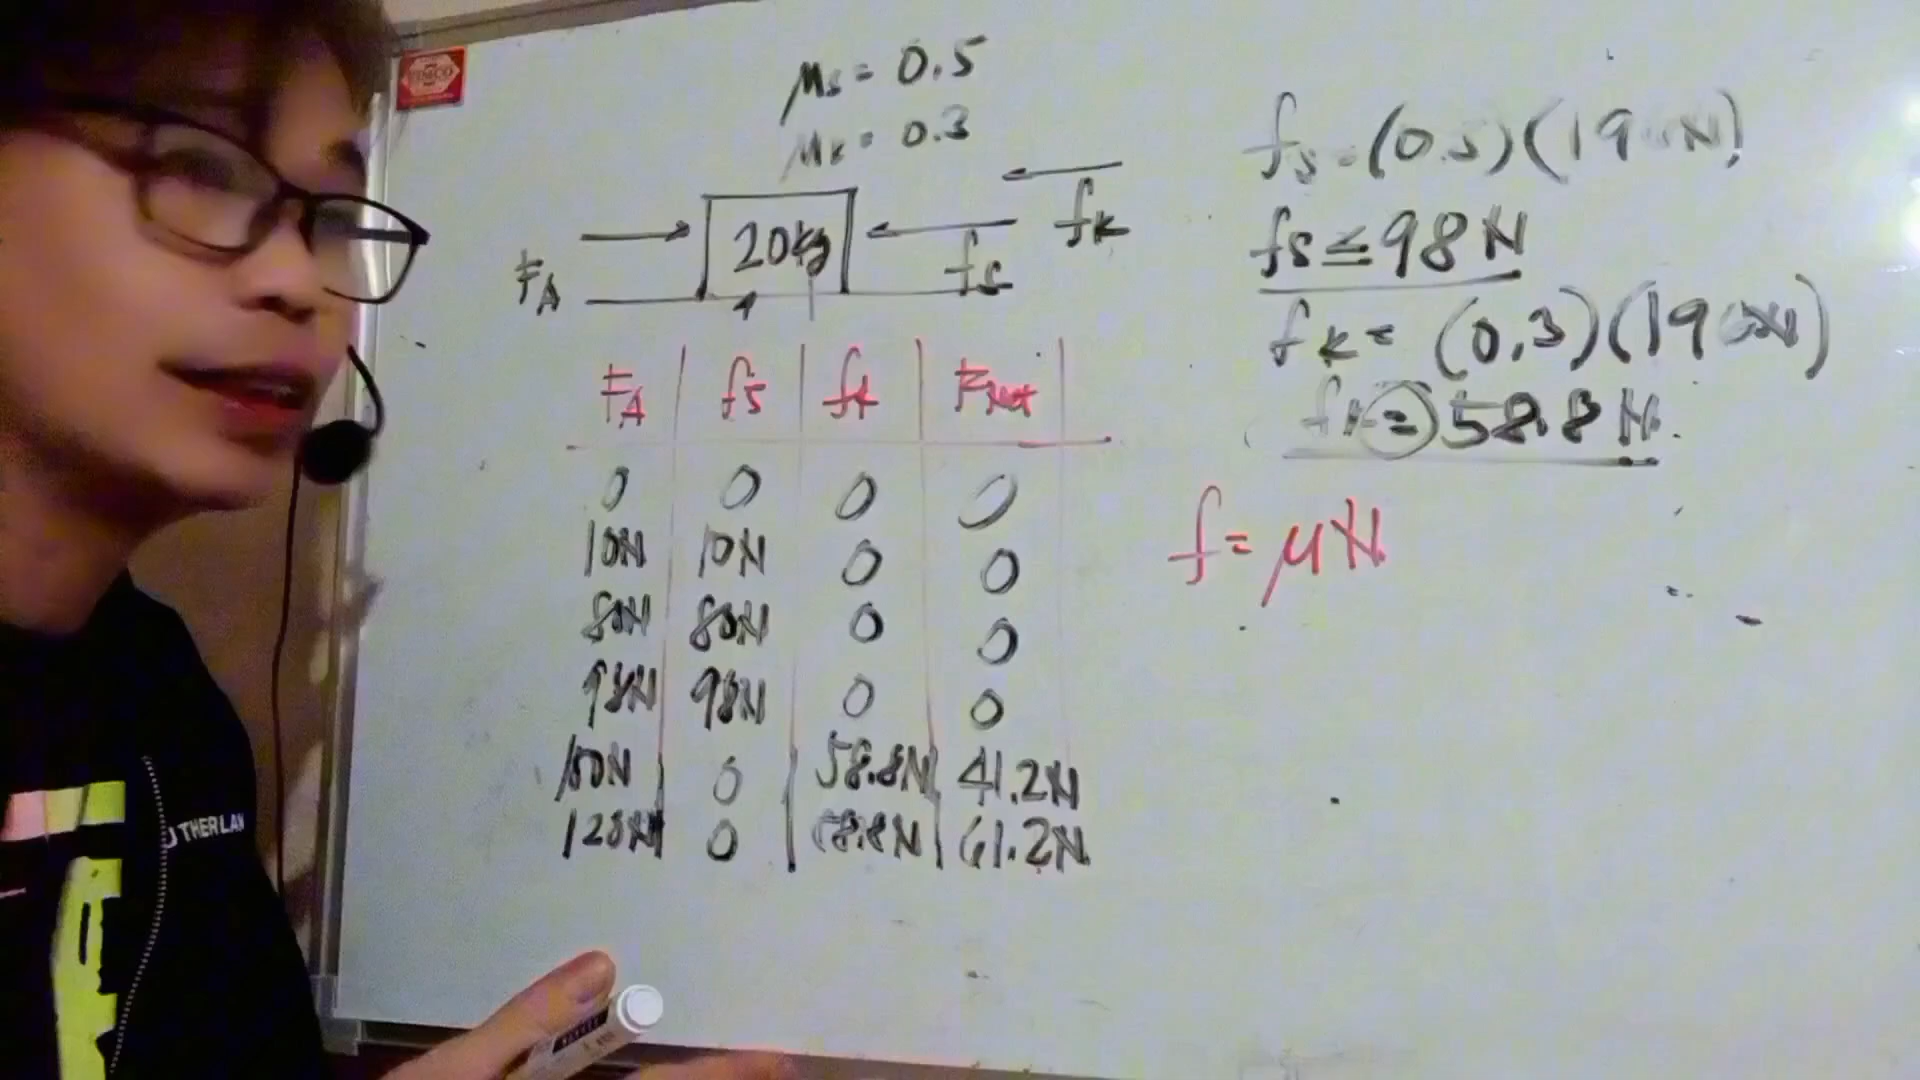 μs = 0.5
μk = 0.3
20kg
FA
fs
fk
fs = (0.5)(196N)
fs ≤ 98N
fk = (0.3)(196N)
fk = 58.8N
f = μN
FA fs fk FNet
0 0 0 0
10N 10N 0 0
80N 80N 0 0
98N 98N 0 0
100N 0 58.8N 41.2N
120N 0 58.8N 61.2N